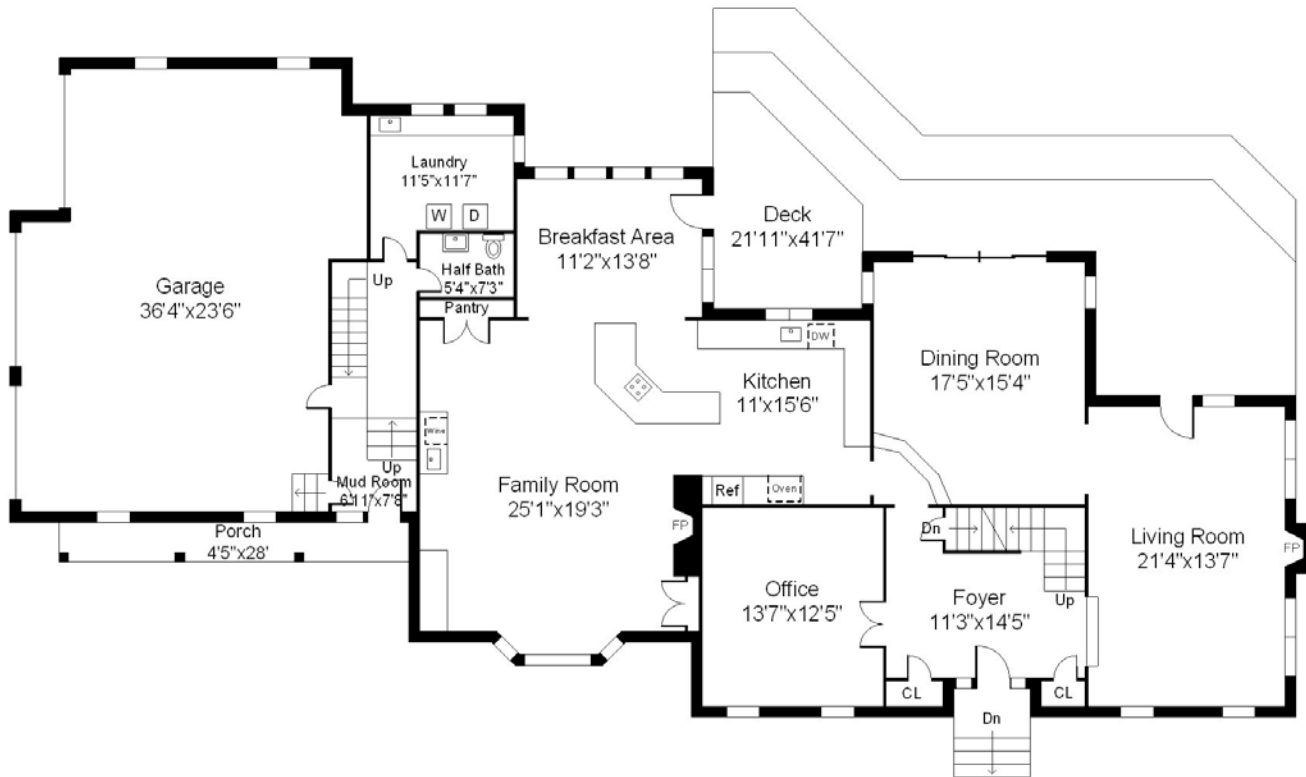 Laundry
11'5"x11'7"
W
D
Garage
36'4"x23'6"
Up
Half Bath
5'4"x7'3"
Pantry
Breakfast Area
11'2"x13'8"
Deck
21'11"x41'7"
DW
Kitchen
11'x15'6"
Dining Room
17'5"x15'4"
Wine
Up
Mud Room
6'11"x7'8"
Porch
4'5"x28'
Family Room
25'1"x19'3"
Ref
Oven
FP
Office
13'7"x12'5"
Dn
Foyer
11'3"x14'5"
Up
Living Room
21'4"x13'7"
FP
CL
CL
Dn